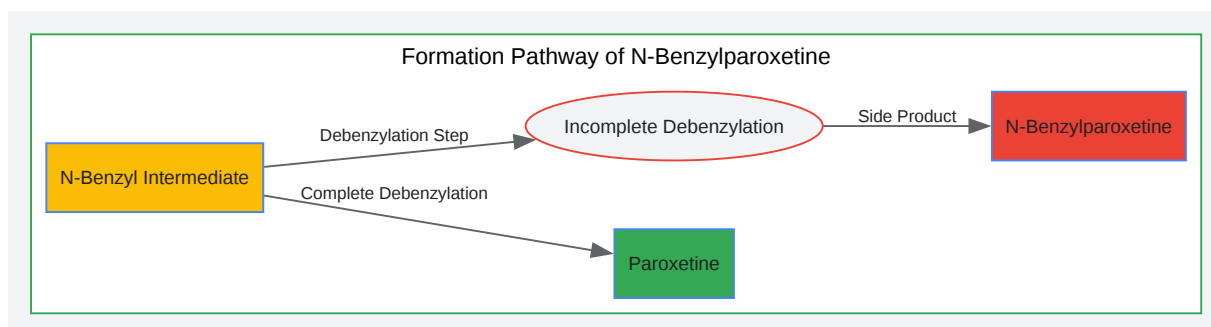 Formation Pathway of N-Benzylparoxetine
N-Benzyl Intermediate
Debenzylation Step
Complete Debenzylation
Incomplete Debenzylation
Side Product
N-Benzylparoxetine
Paroxetine